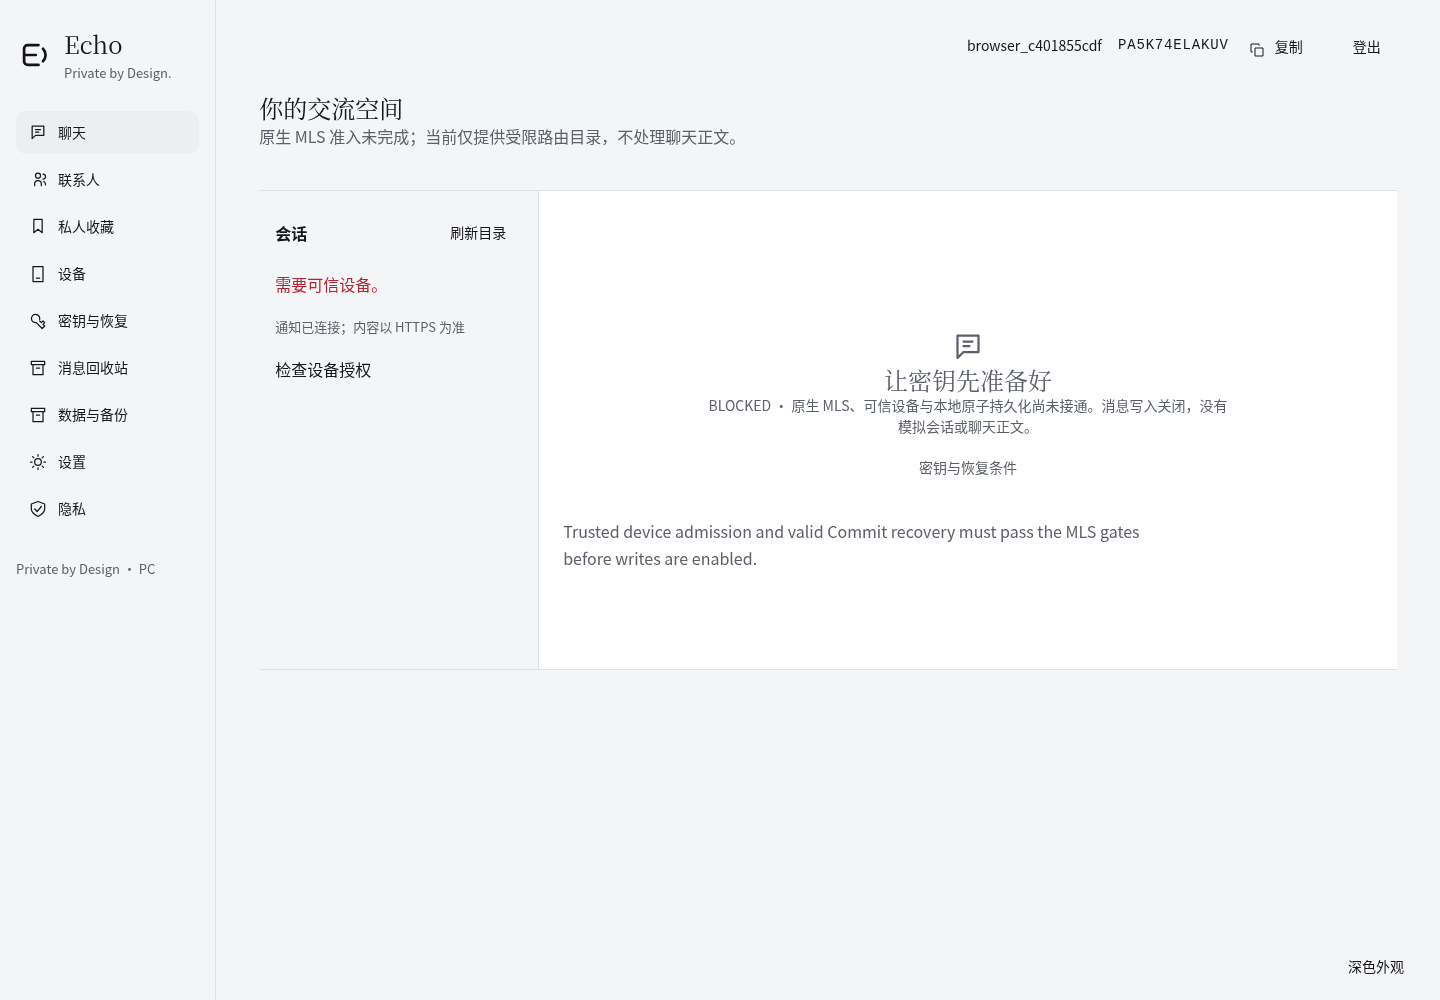 Echo
Private by Design.
聊天
联系人
私人收藏
设备
密钥与恢复
消息回收站
数据与备份
设置
隐私
Private by Design • PC
browser_c401855cdf PA5K74ELAKUV 复制 登出
你的交流空间
原生 MLS 准入未完成；当前仅提供受限路由目录，不处理聊天正文。
会话 刷新目录
需要可信设备。
通知已连接；内容以 HTTPS 为准
检查设备授权
让密钥先准备好
BLOCKED · 原生 MLS、可信设备与本地原子持久化尚未接通。消息写入关闭，没有
模拟会话或聊天正文。
密钥与恢复条件
Trusted device admission and valid Commit recovery must pass the MLS gates
before writes are enabled.
深色外观